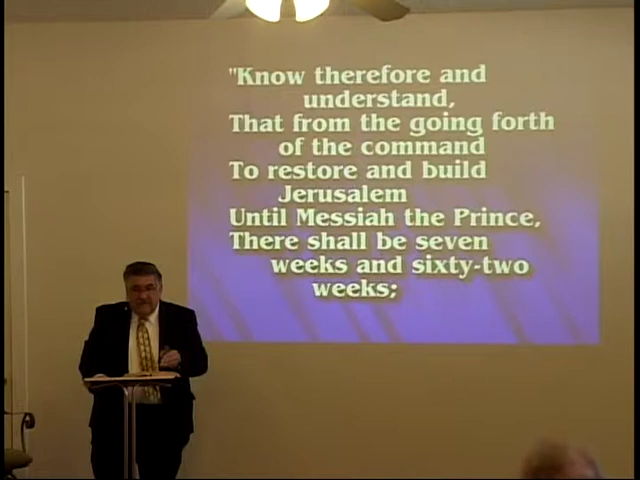 "Know therefore and
understand,
That from the going forth
of the command
To restore and build
Jerusalem
Until Messiah the Prince,
There shall be seven
weeks and sixty-two
weeks;